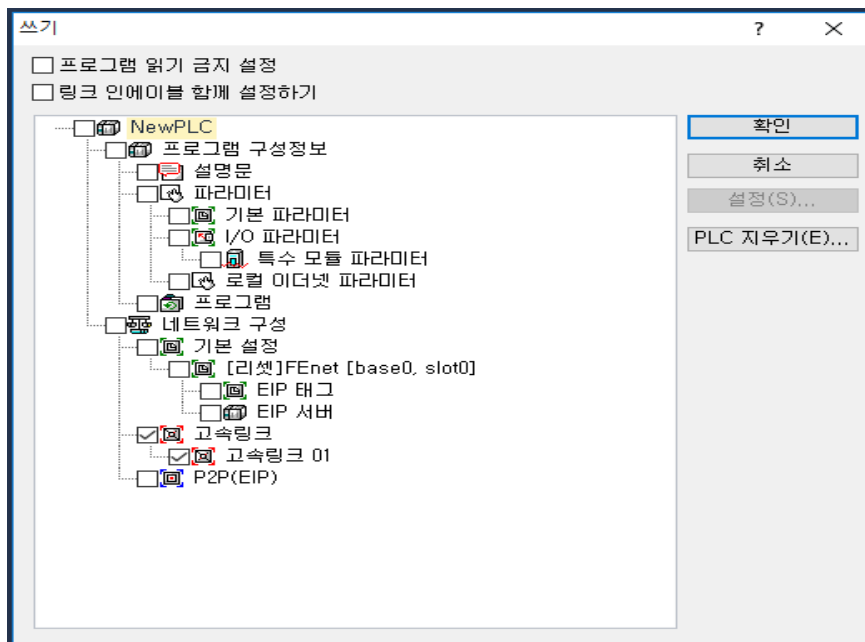 쓰기
?
프로그램 읽기 금지 설정
링크 인에이블 함께 설정하기
NewPLC
확인
프로그램 구성정보
취소
설명문
파라미터
설정(S)...
기본 파라미터
I/O 파라미터
PLC 지우기(E)...
특수 모듈 파라미터
로컬 이더넷 파라미터
프로그램
네트워크 구성
기본 설정
[리셋]FEnet [base0, slot0]
EIP 태그
EIP 서버
고속링크
고속링크 01
P2P(EIP)